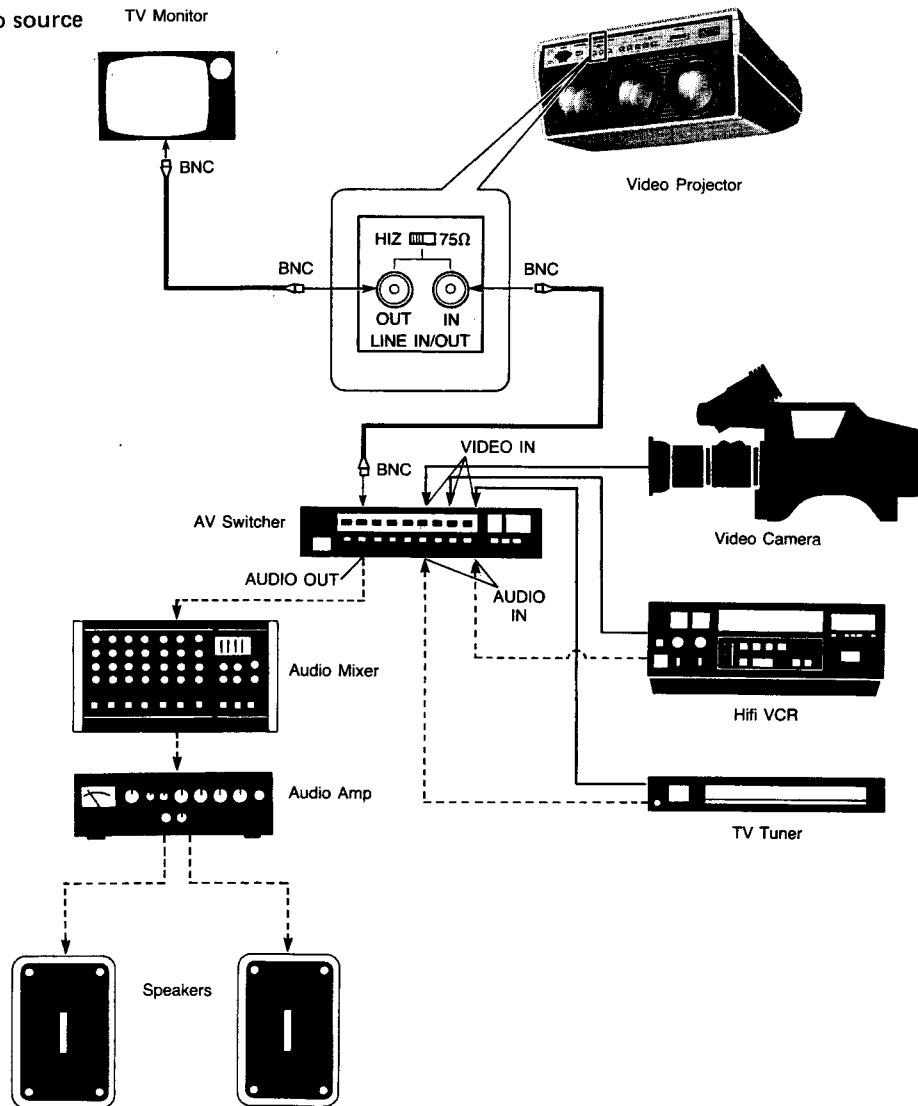 o source
TV Monitor
BNC
Video Projector
HIZ 75Ω
BNC
BNC
OUT IN
LINE IN/OUT
VIDEO IN
BNC
AV Switcher
Video Camera
AUDIO OUT
AUDIO
IN
Audio Mixer
Hifi VCR
Audio Amp
TV Tuner
Speakers